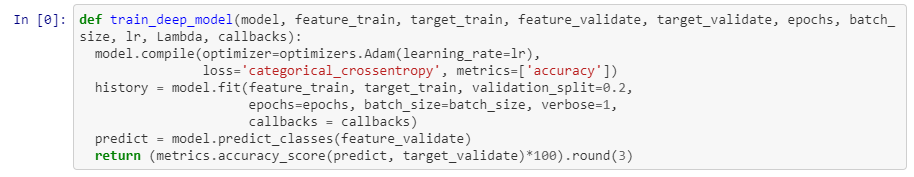 In [0]: def train_deep_model(model, feature_train, target_train, feature_validate, target_validate, epochs, batch_
size, lr, Lambda, callbacks):
  model.compile(optimizer=optimizers.Adam(learning_rate=lr),
                loss='categorical_crossentropy', metrics=['accuracy'])
  history = model.fit(feature_train, target_train, validation_split=0.2,
                      epochs=epochs, batch_size=batch_size, verbose=1,
                      callbacks = callbacks)
  predict = model.predict_classes(feature_validate)
  return (metrics.accuracy_score(predict, target_validate)*100).round(3)